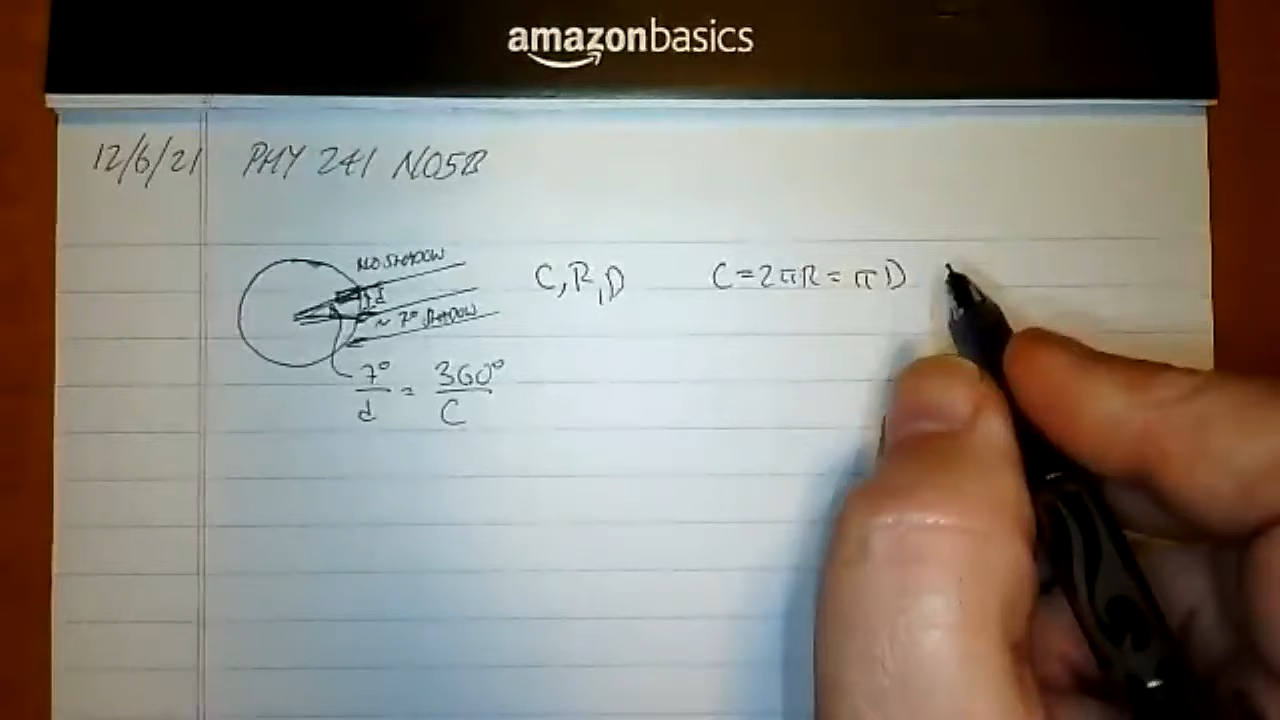 amazonbasics
12/6/21 PHY 241 N05B
NO SHADOW
d
~ 7° SHADOW
C, R, D
C = 2πR = πD
7°/d = 360°/C